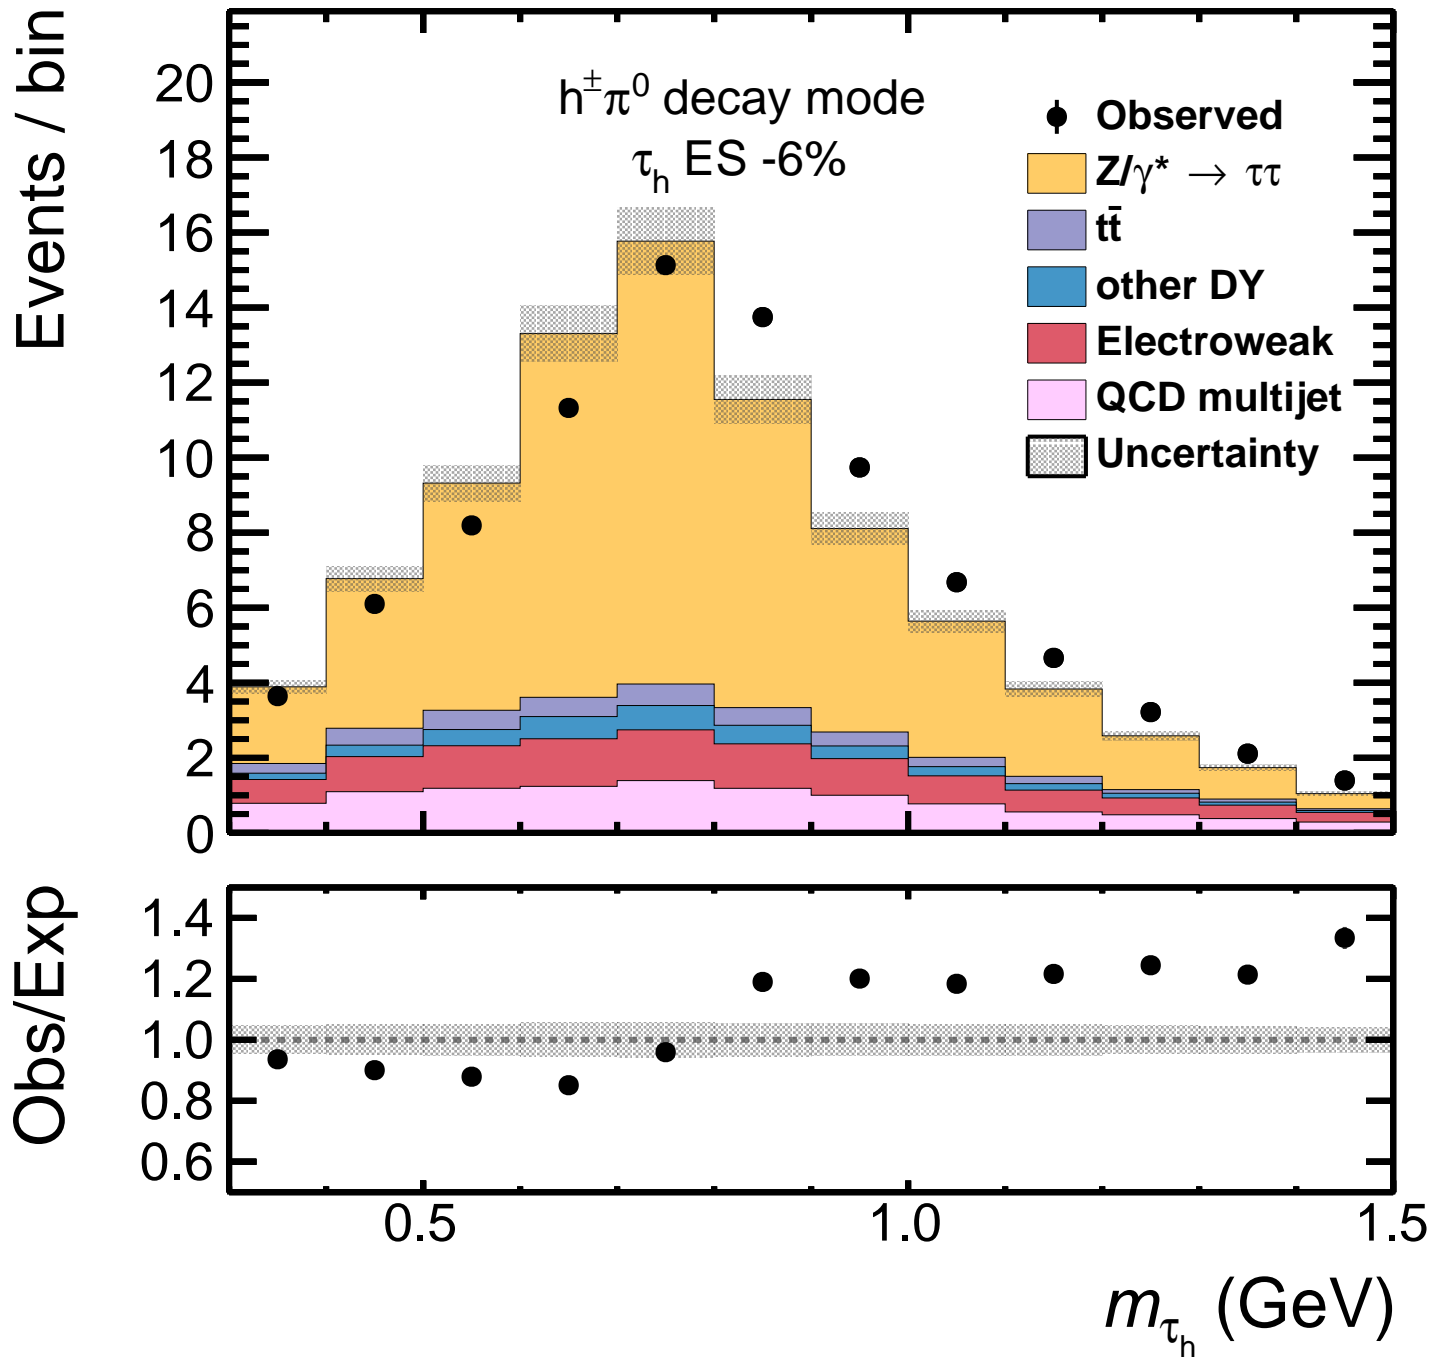 Events / bin
20
18
16
14
12
10
8
6
4
2
0
h±π⁰ decay mode
τₕ ES -6%
Observed
Z/γ* → ττ
tt̄
other DY
Electroweak
QCD multijet
Uncertainty
Obs/Exp
1.4
1.2
1.0
0.8
0.6
0.5 1.0 1.5
m_τₕ (GeV)